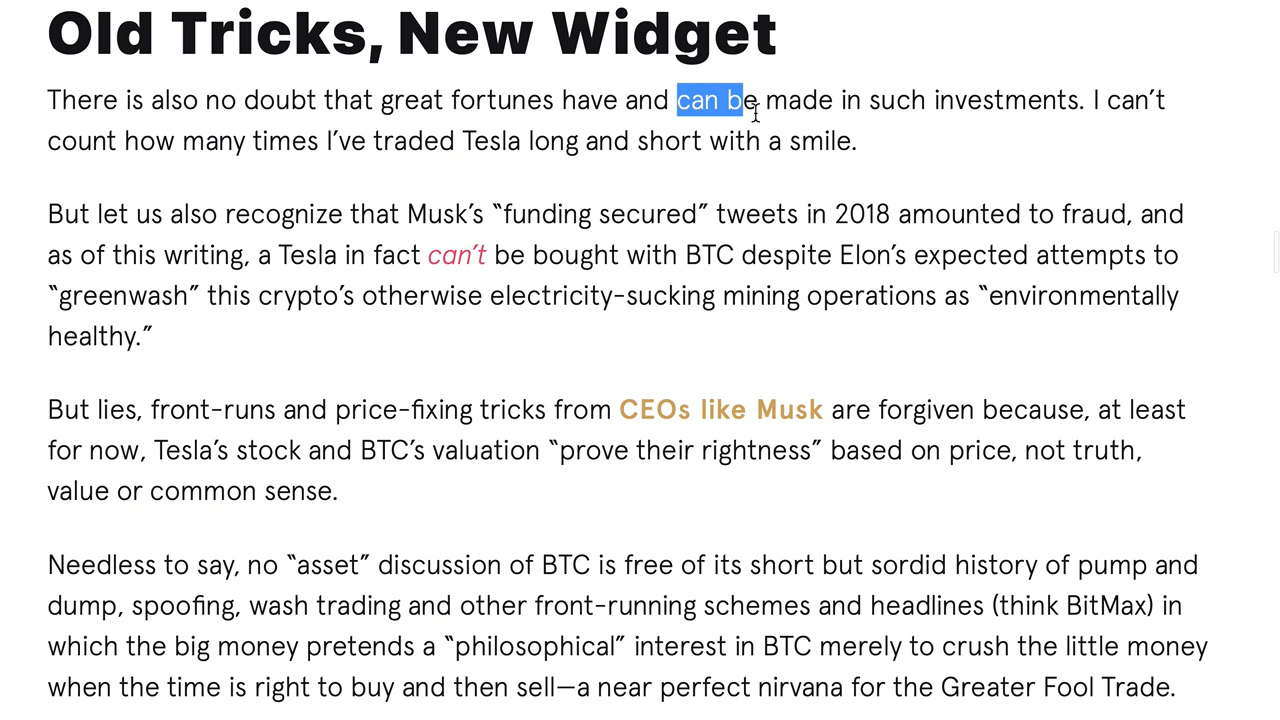 Old Tricks, New Widget
There is also no doubt that great fortunes have and can be made in such investments. I can’t
count how many times I’ve traded Tesla long and short with a smile.
But let us also recognize that Musk’s “funding secured” tweets in 2018 amounted to fraud, and
as of this writing, a Tesla in fact can’t be bought with BTC despite Elon’s expected attempts to
“greenwash” this crypto’s otherwise electricity-sucking mining operations as “environmentally
healthy.”
But lies, front-runs and price-fixing tricks from CEOs like Musk are forgiven because, at least
for now, Tesla’s stock and BTC’s valuation “prove their rightness” based on price, not truth,
value or common sense.
Needless to say, no “asset” discussion of BTC is free of its short but sordid history of pump and
dump, spoofing, wash trading and other front-running schemes and headlines (think BitMax) in
which the big money pretends a “philosophical” interest in BTC merely to crush the little money
when the time is right to buy and then sell—a near perfect nirvana for the Greater Fool Trade.